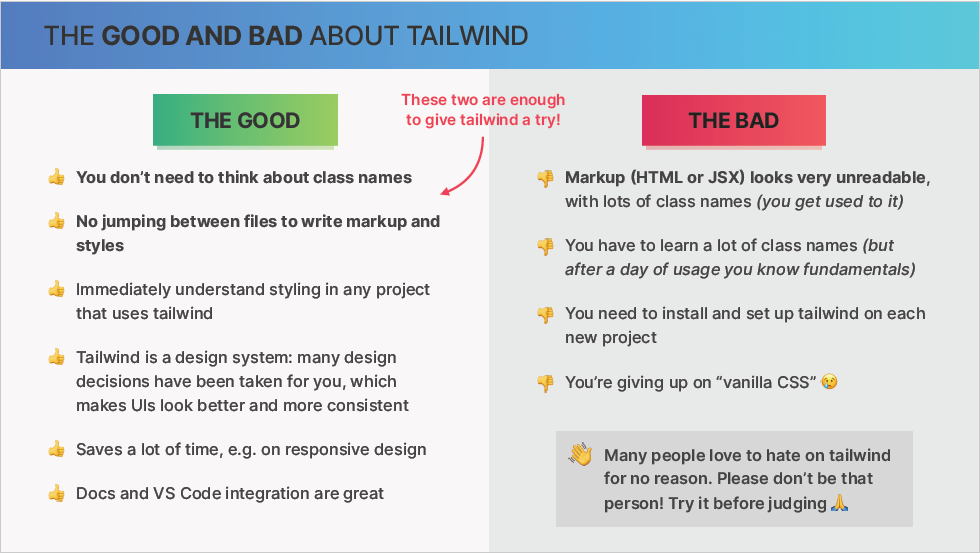 THE GOOD AND BAD ABOUT TAILWIND
THE GOOD
These two are enough
to give tailwind a try!
👍 You don’t need to think about class names
👍 No jumping between files to write markup and
styles
👍 Immediately understand styling in any project
that uses tailwind
👍 Tailwind is a design system: many design
decisions have been taken for you, which
makes UIs look better and more consistent
👍 Saves a lot of time, e.g. on responsive design
👍 Docs and VS Code integration are great
THE BAD
👎 Markup (HTML or JSX) looks very unreadable,
with lots of class names (you get used to it)
👎 You have to learn a lot of class names (but
after a day of usage you know fundamentals)
👎 You need to install and set up tailwind on each
new project
👎 You’re giving up on “vanilla CSS” 😢
👋 Many people love to hate on tailwind
for no reason. Please don’t be that
person! Try it before judging 🙏